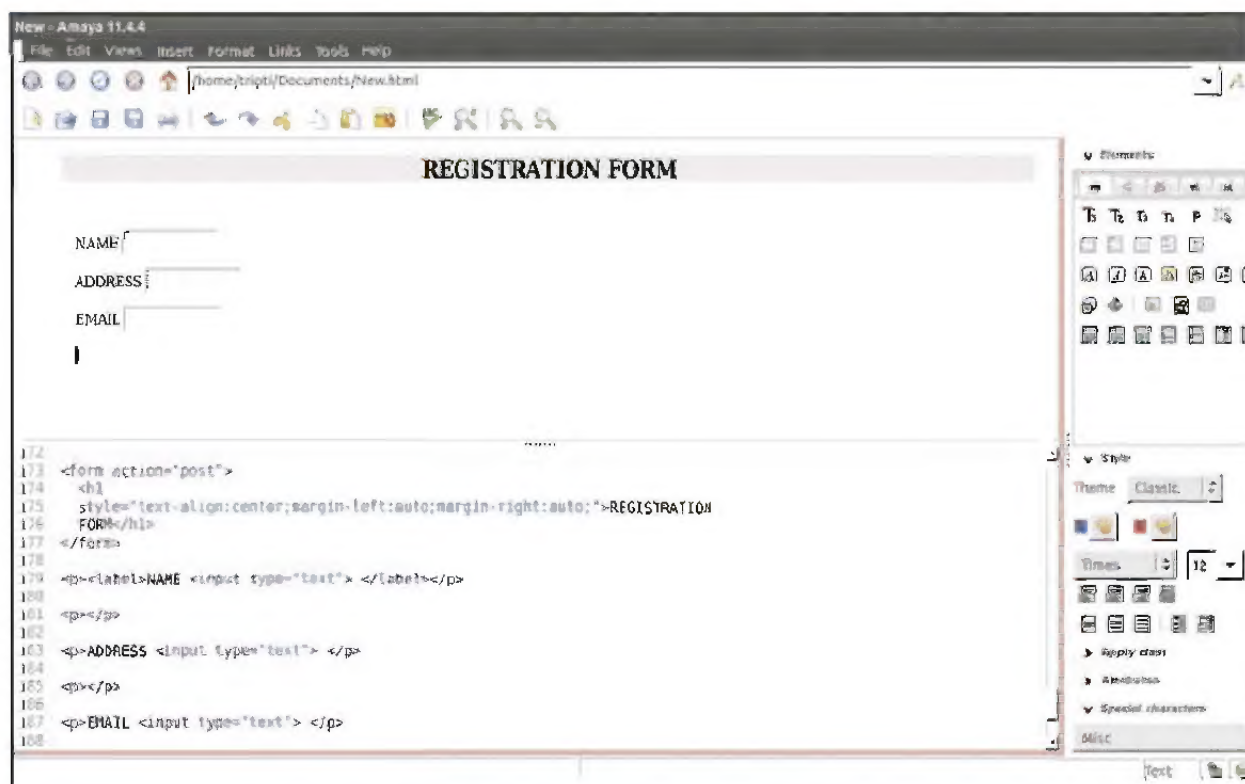 New - Amaya 11.4.4
File Edit Views Insert Format Links Tools Help
/home/tripti/Documents/New.html
REGISTRATION FORM
NAME
ADDRESS
EMAIL
Elements
Style
Theme Classic
Times 12
Apply class
Attributes
Special characters
Misc
172
173 <form action="post">
174 <h1
175 style="text-align:center;margin-left:auto;margin-right:auto;">REGISTRATION
176 FORM</h1>
177 </form>
178
179 <p><label>NAME <input type="text"> </label></p>
180
181 <p></p>
182
183 <p>ADDRESS <input type="text"> </p>
184
185 <p></p>
186
187 <p>EMAIL <input type="text"> </p>
188
Text